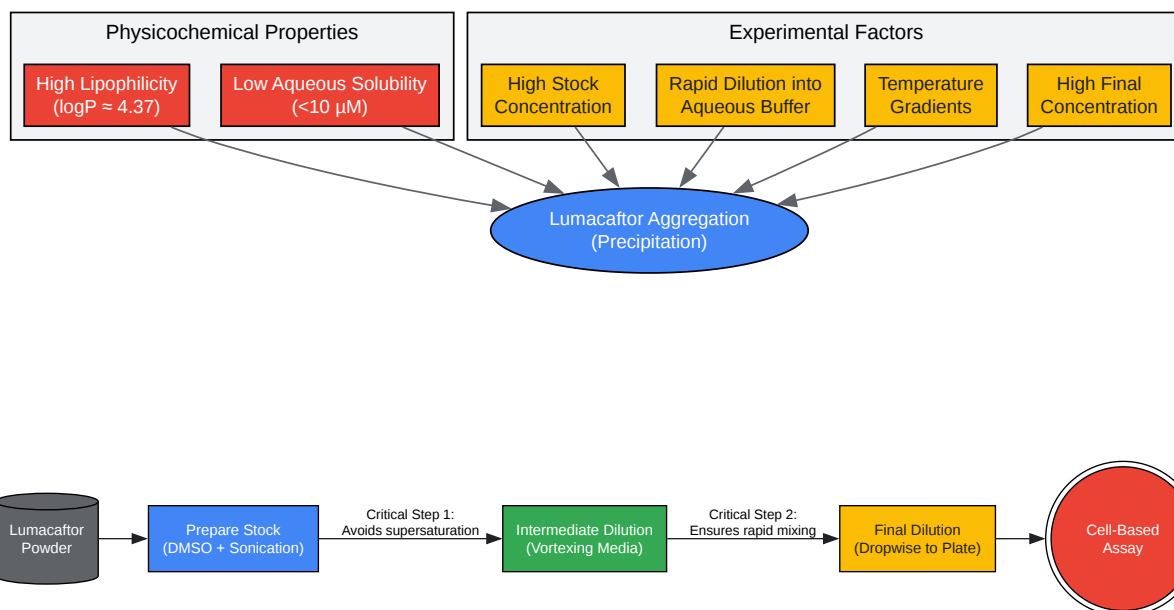 Physicochemical Properties
Experimental Factors
High Lipophilicity
(logP ≈ 4.37)
Low Aqueous Solubility
(<10 µM)
High Stock
Concentration
Rapid Dilution into
Aqueous Buffer
Temperature
Gradients
High Final
Concentration
Lumacaftor Aggregation
(Precipitation)
Lumacaftor
Powder
Prepare Stock
(DMSO + Sonication)
Critical Step 1:
Avoids supersaturation
Intermediate Dilution
(Vortexing Media)
Critical Step 2:
Ensures rapid mixing
Final Dilution
(Dropwise to Plate)
Cell-Based
Assay